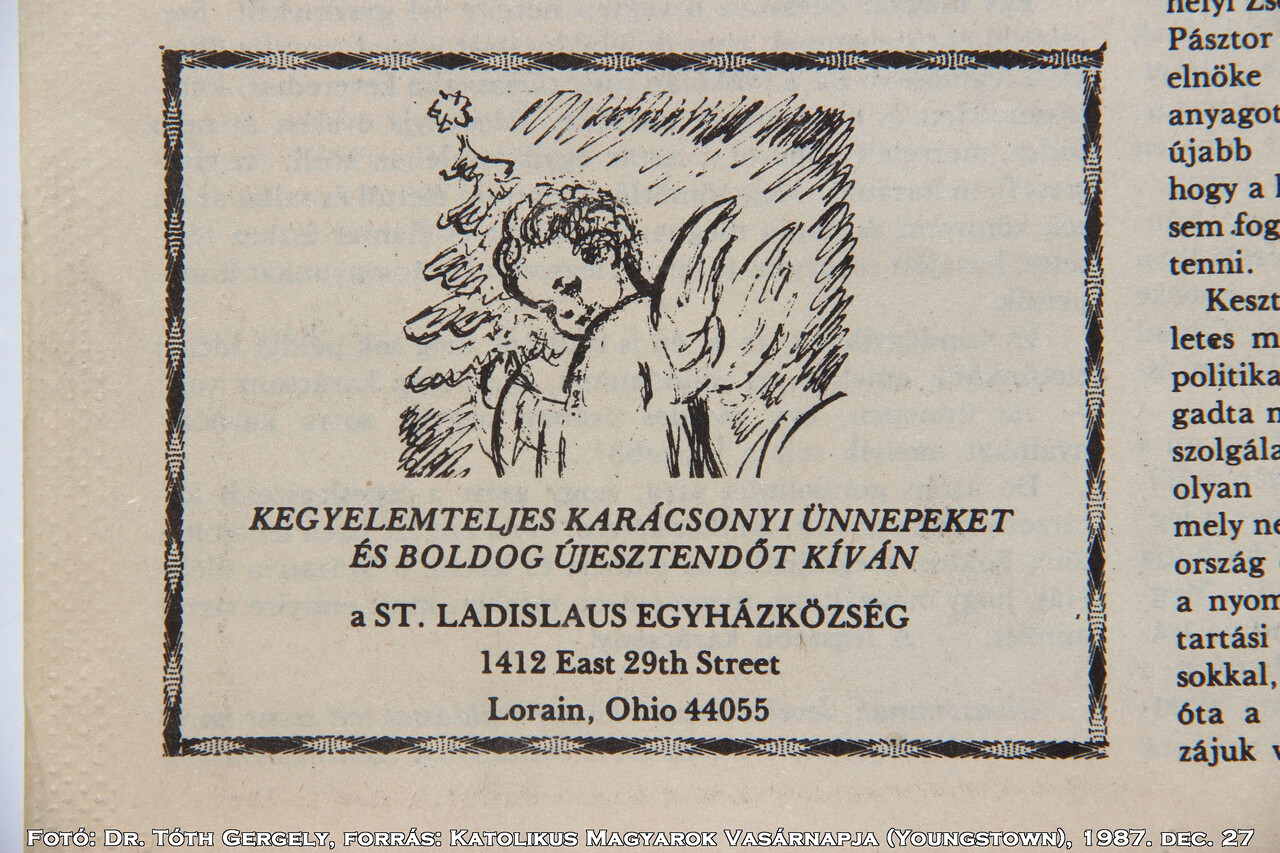 KEGYELEMTELJES KARÁCSONYI ÜNNEPEKET
ÉS BOLDOG ÚJESZTENDŐT KÍVÁN
a ST. LADISLAUS EGYHÁZKÖZSÉG
1412 East 29th Street
Lorain, Ohio 44055
Pásztor
elnöke
anyagot
újabb
hogy a
sem fog
tenni.
Keszt
letes m
politika
gadta
szolgála
olyan
mely ne
ország
a nyom
tartási
sokkal,
óta a
zájuk
Fotó: Dr. Tóth Gergely, forrás: Katolikus Magyarok Vasárnapja (Youngstown), 1987. dec. 27